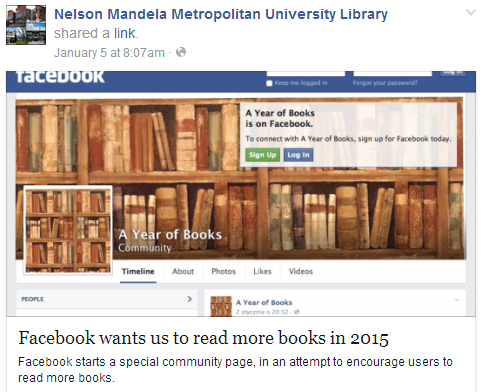 Nelson Mandela Metropolitan University Library
shared a link.
January 5 at 8:07am ·
facebook
Keep me logged in
Forgot your password?
Log In
A Year of Books
is on Facebook.
To connect with A Year of Books, sign up for Facebook today.
Sign Up
Log In
A Year of Books
Community
Timeline
About
Photos
Likes
Videos
PEOPLE
A Year of Books
2 stycznia o 20:52 ·
Facebook wants us to read more books in 2015
Facebook starts a special community page, in an attempt to encourage users to
read more books.